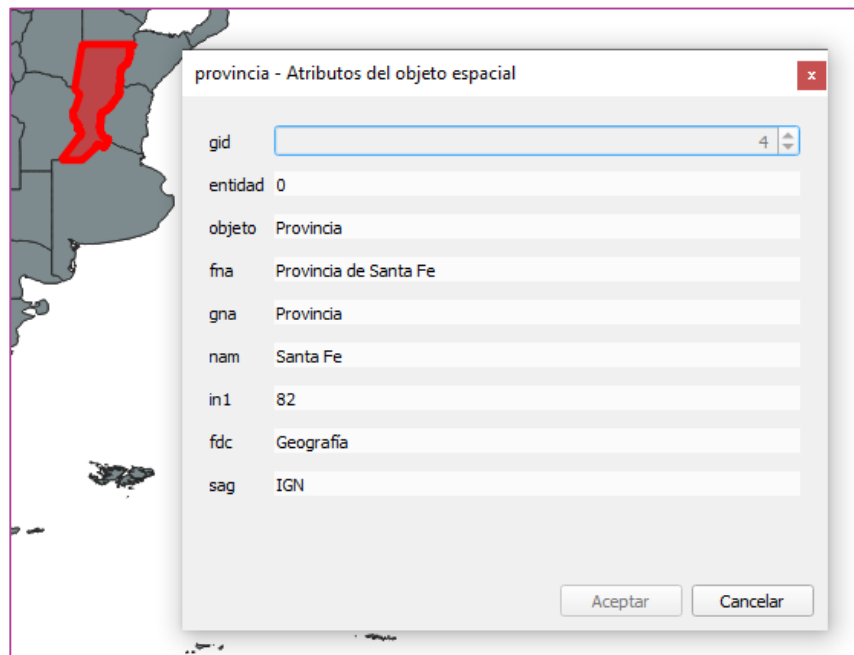 provincia - Atributos del objeto espacial
x
gid 4
entidad 0
objeto Provincia
fna Provincia de Santa Fe
gna Provincia
nam Santa Fe
in1 82
fdc Geografía
sag IGN
Aceptar Cancelar